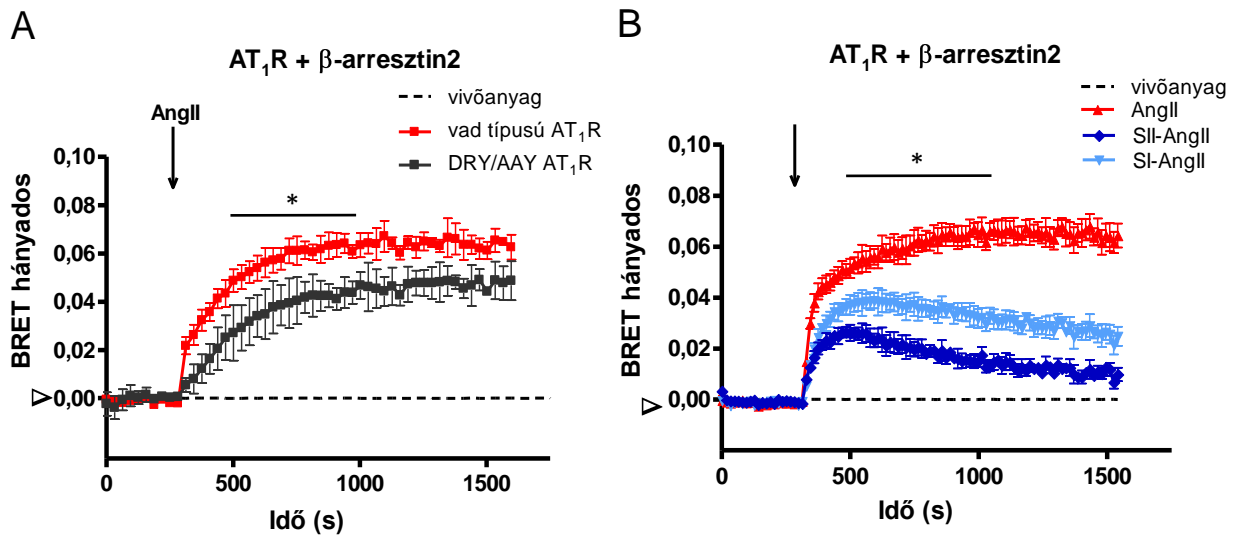 A
AT₁R + β-arresztin2
vivõanyag
vad típusú AT₁R
DRY/AAY AT₁R
AngII
*
0,10
0,08
0,06
0,04
0,02
0,00
∇ BRET hányados
0
500
1000
1500
Idő (s)
B
AT₁R + β-arresztin2
vivõanyag
AngII
SII-AngII
SI-AngII
*
0,10
0,08
0,06
0,04
0,02
0,00
∇ BRET hányados
0
500
1000
1500
Idő (s)